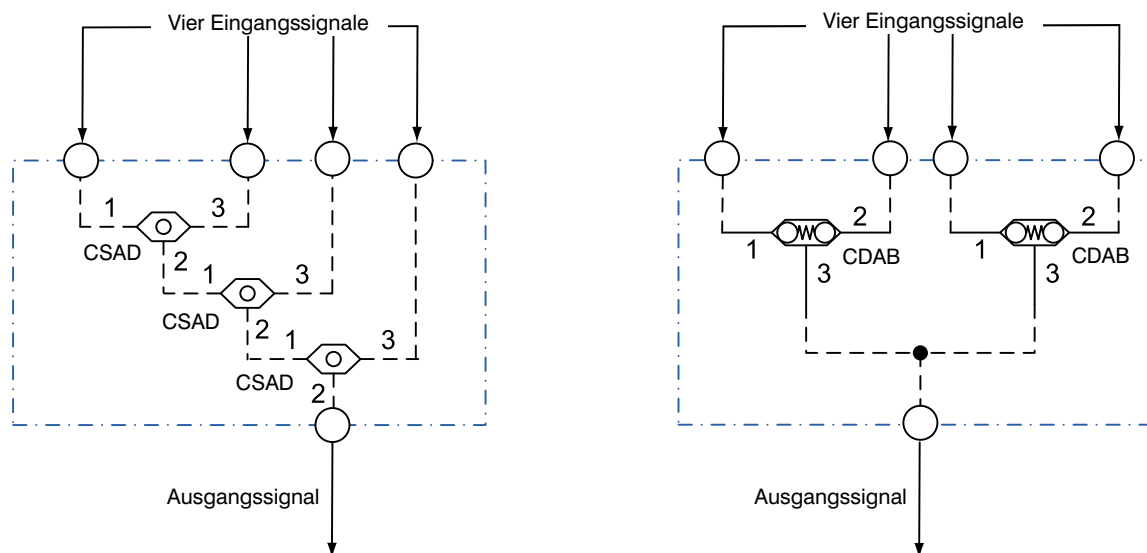 Vier Eingangssignale
1 3
CSAD
2
1 3
CSAD
2
1 3
CSAD
2
Ausgangssignal
Vier Eingangssignale
2 2
1 CDAB 1 CDAB
3 3
Ausgangssignal